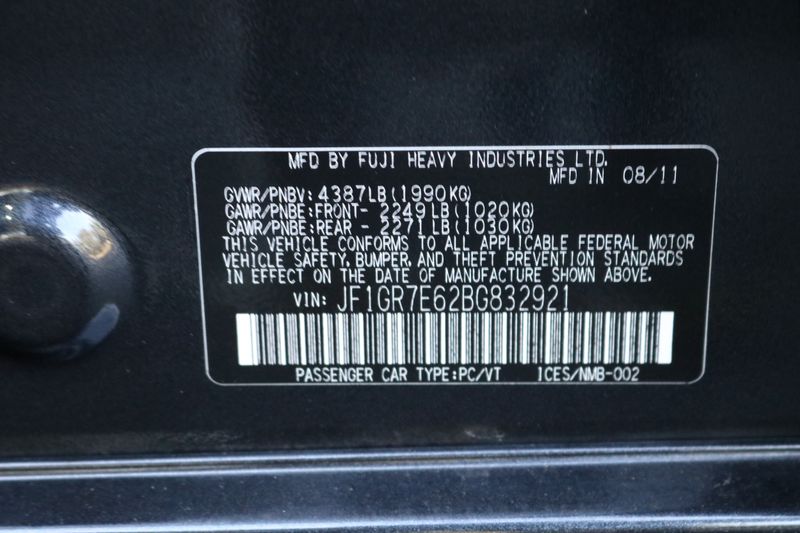 MFD BY FUJI HEAVY INDUSTRIES LTD.
MFD IN 08/11
GVWR/PNBV: 4387LB(1990KG)
GAWR/PNBE:FRONT- 2249LB(1020KG)
GAWR/PNBE:REAR - 2271LB(1030KG)
THIS VEHICLE CONFORMS TO ALL APPLICABLE FEDERAL MOTOR
VEHICLE SAFETY, BUMPER, AND THEFT PREVENTION STANDARDS
IN EFFECT ON THE DATE OF MANUFACTURE SHOWN ABOVE.
VIN: JF1GR7E62BG832921
PASSENGER CAR TYPE:PC/VT ICES/NMB-002